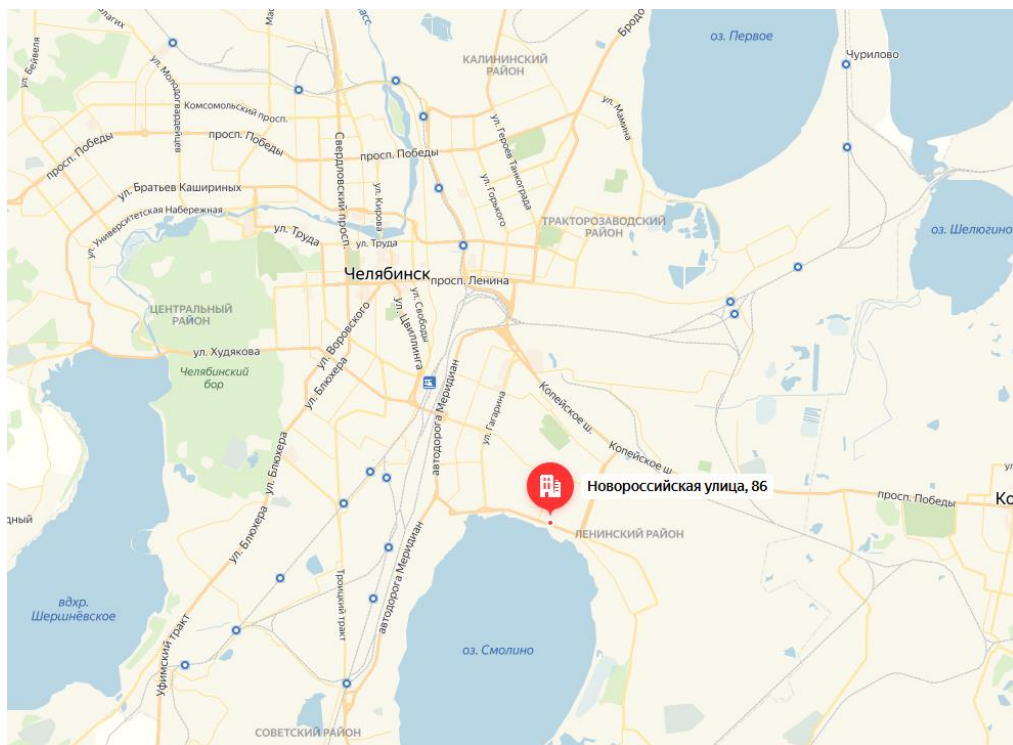 оз. Первое
Бродо
Чурилово
КАЛИНИНСКИЙ
РАЙОН
ул. Бейвеля
ул. Молодогвардейцев
Комсомольский просп.
ул. Мамина
просп. Победы
просп. Победы
просп. Победы
Свердловский просп.
ул. Героев Танкограда
ул. Горького
ул. Братьев Кашириных
ул. Кирова
ул. Университетская Набережная
ул. Труда
ул. Труда
ТРАКТОРОЗАВОДСКИЙ
РАЙОН
оз. Шелюгино
Челябинск
просп. Ленина
ЦЕНТРАЛЬНЫЙ
РАЙОН
ул. Воровского
ул. Цвиллинга
ул. Свободы
ул. Худякова
Челябинский
бор
ул. Блюхера
автодорога Меридиан
ул. Гагарина
Копейское ш.
Копейское ш.
ул. Блюхера
Новороссийская улица, 86
просп. Победы
Ко
дный
ул. Блюхера
ЛЕНИНСКИЙ РАЙОН
автодорога Меридиан
Троицкий тракт
вдхр.
Шершнёвское
Уфимский тракт
оз. Смолино
СОВЕТСКИЙ РАЙОН